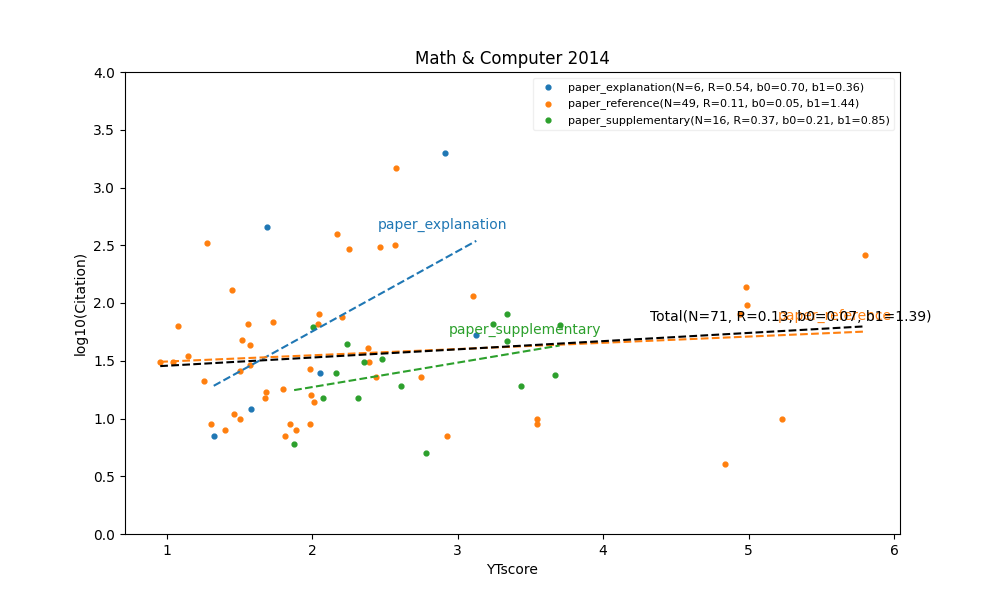 Math & Computer 2014
paper_explanation(N=6, R=0.54, b0=0.70, b1=0.36)
paper_reference(N=49, R=0.11, b0=0.05, b1=1.44)
paper_supplementary(N=16, R=0.37, b0=0.21, b1=0.85)
4.0
3.5
3.0
2.5
2.0
1.5
1.0
0.5
0.0
log10(Citation)
paper_explanation
paper_supplementary
paper_reference
Total(N=71, R=0.13, b0=0.07, b1=1.39)
1 2 3 4 5 6
YTscore